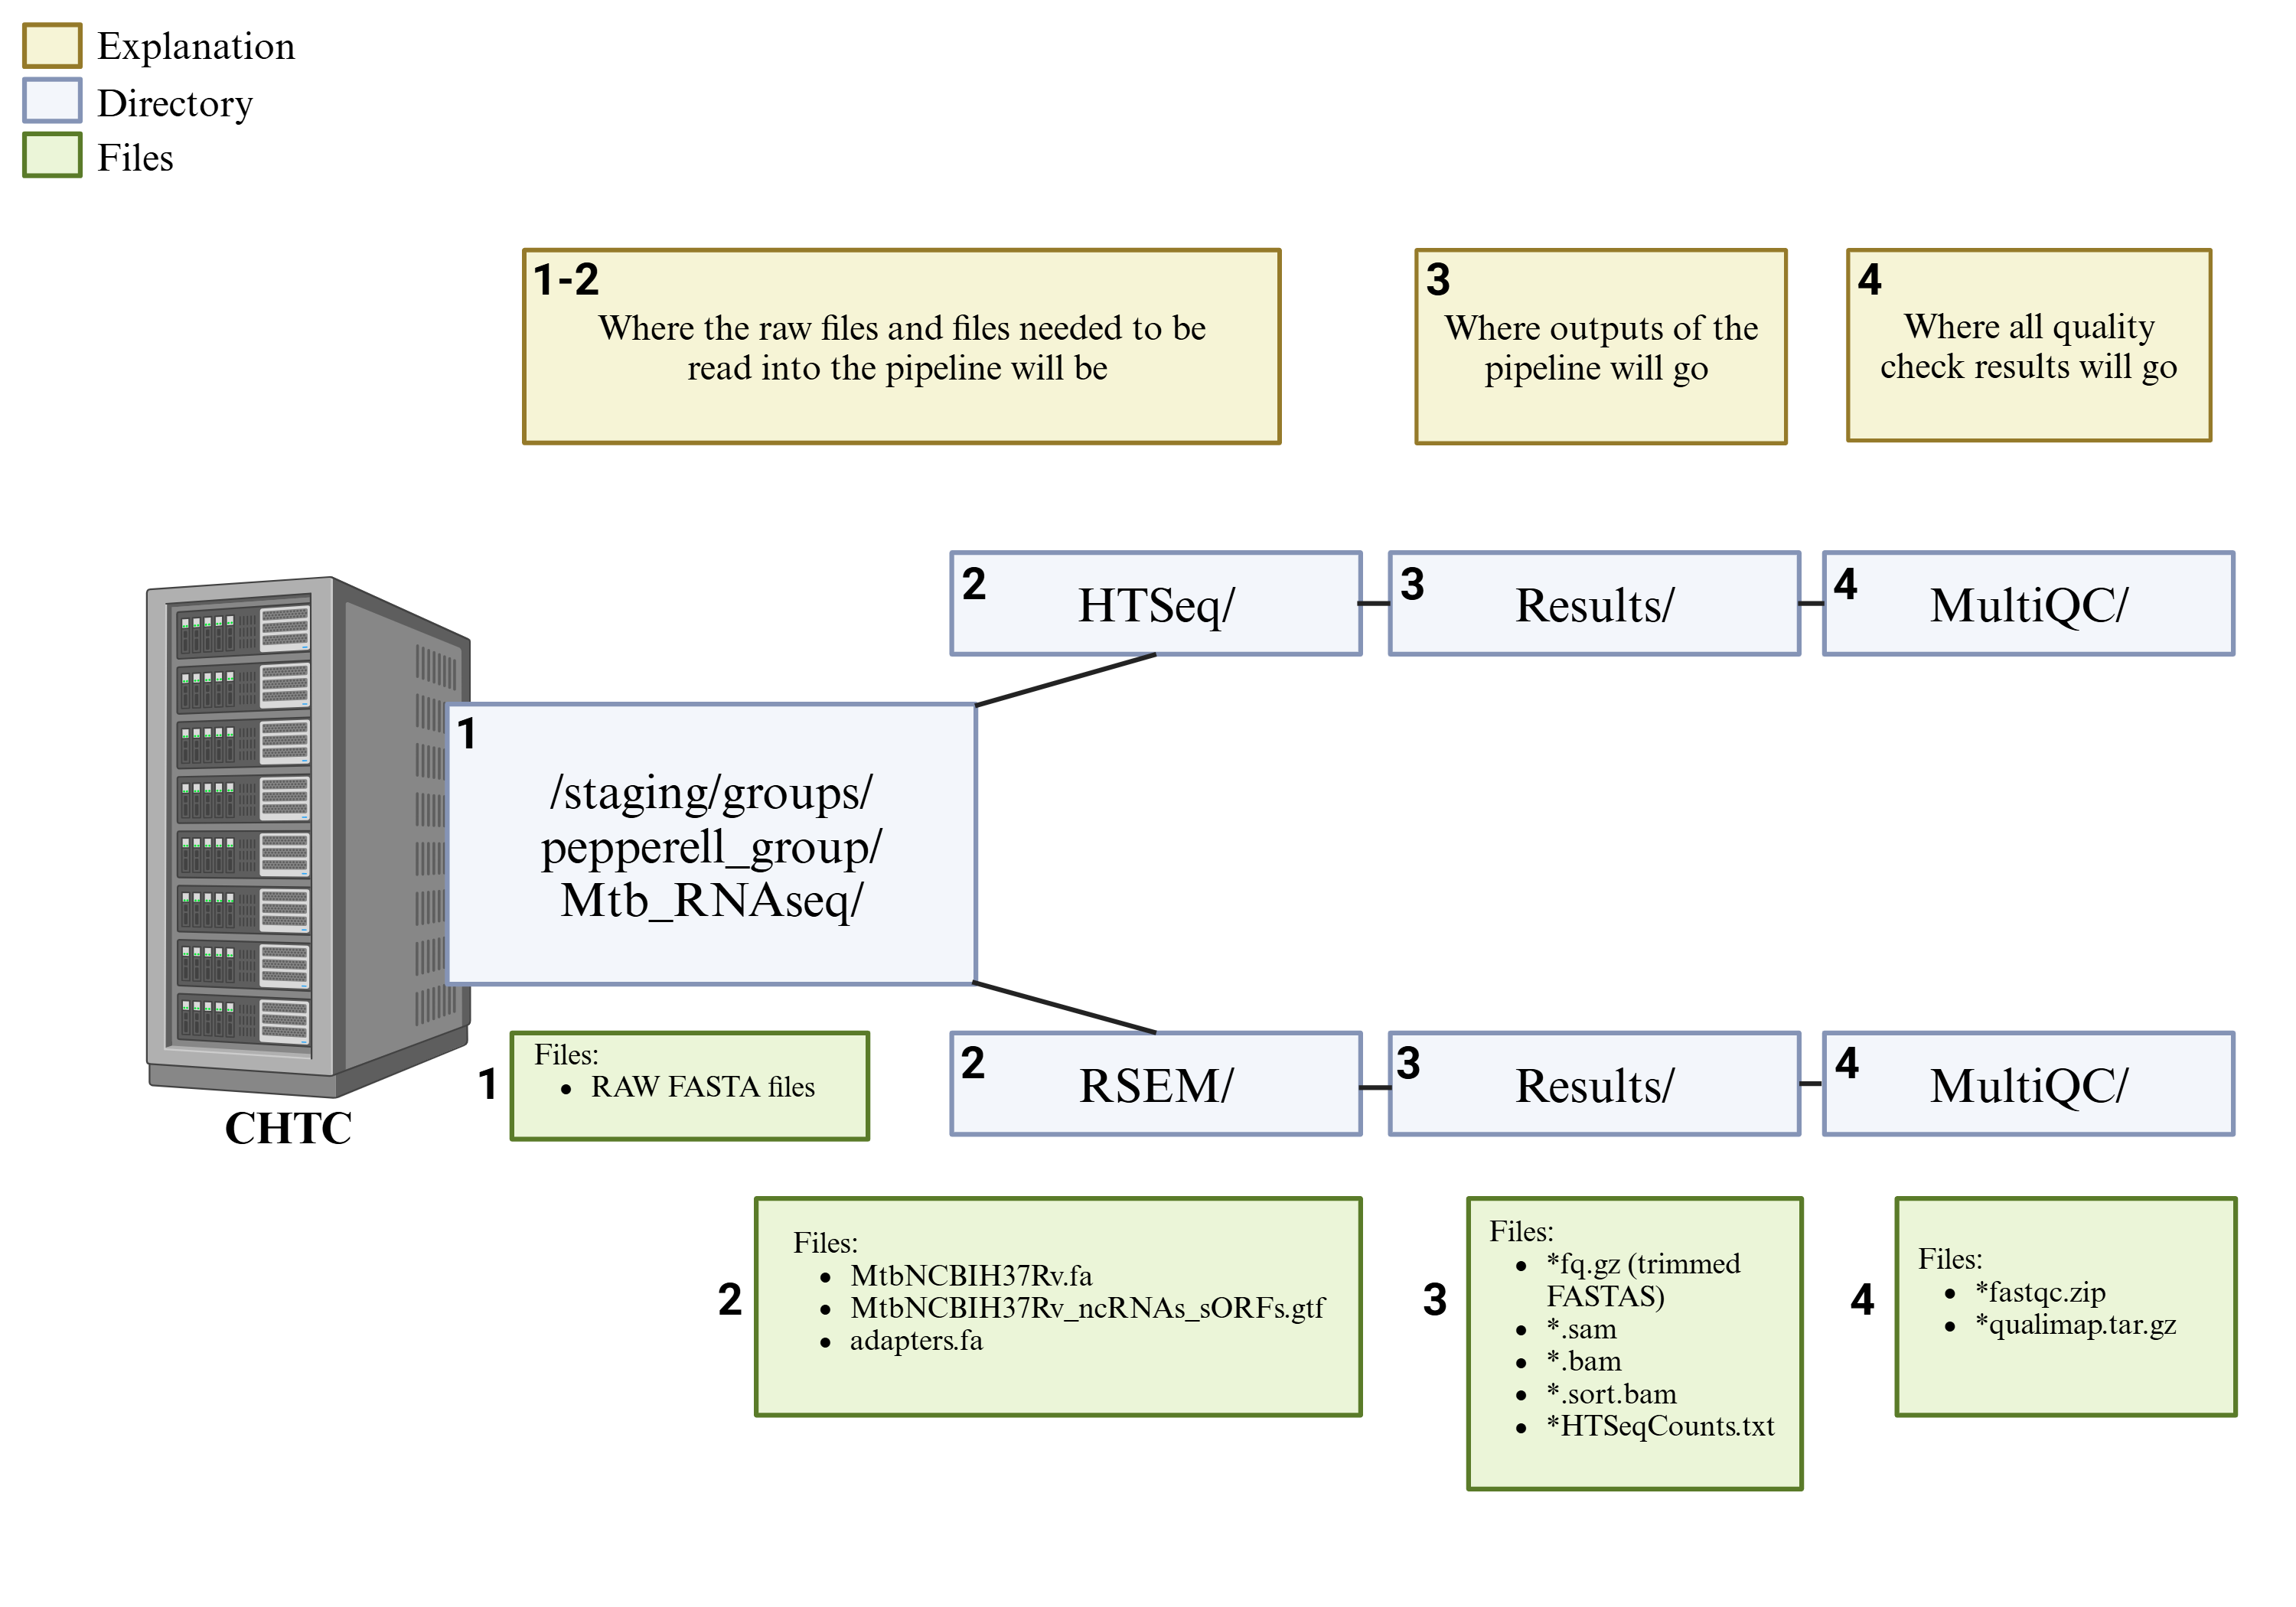 Explanation
Directory
Files
1-2
Where the raw files and files needed to be
read into the pipeline will be
3
Where outputs of the
pipeline will go
4
Where all quality
check results will go
2
HTSeq/
3
Results/
4
MultiQC/
1
/staging/groups/
pepperell_group/
Mtb_RNAseq/
CHTC
1
Files:
• RAW FASTA files
2
RSEM/
3
Results/
4
MultiQC/
2
Files:
• MtbNCBIH37Rv.fa
• MtbNCBIH37Rv_ncRNAs_sORFs.gtf
• adapters.fa
3
Files:
• *fq.gz (trimmed
FASTAS)
• *.sam
• *.bam
• *.sort.bam
• *HTSeqCounts.txt
4
Files:
• *fastqc.zip
• *qualimap.tar.gz